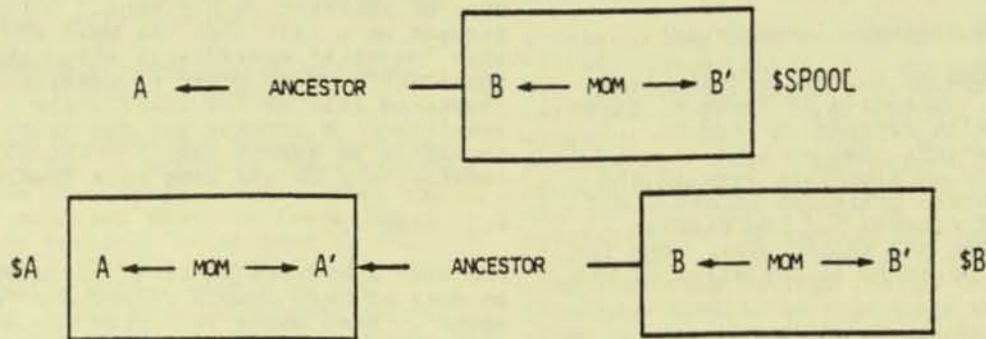 A ANCESTOR B MOM B' $SPOOL
$A A MOM A' ANCESTOR B MOM B' $B